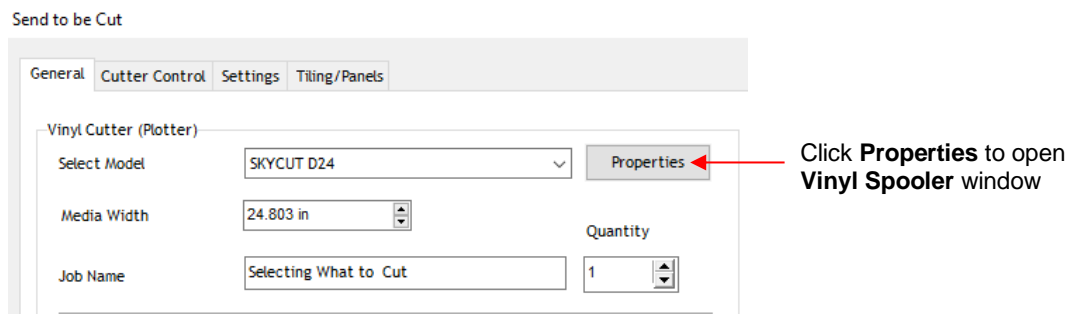 Send to be Cut
General Cutter Control Settings Tiling/Panels
Vinyl Cutter (Plotter)
Select Model SKYCUT D24 Properties
Click Properties to open
Vinyl Spooler window
Media Width 24.803 in
Quantity
Job Name Selecting What to Cut 1